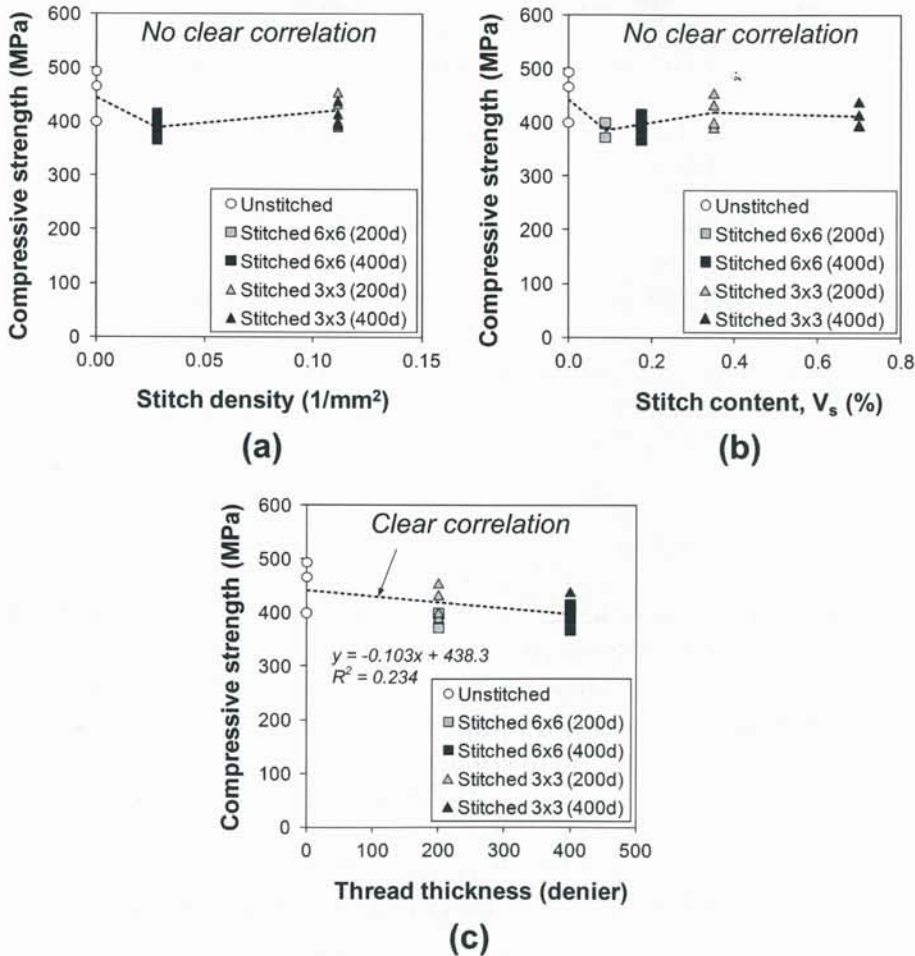 No clear correlation
Compressive strength (MPa)
600
500
400
300
200
100
0
0.00
0.05
0.10
0.15
Unstitched
Stitched 6x6 (200d)
Stitched 6x6 (400d)
Stitched 3x3 (200d)
Stitched 3x3 (400d)
Stitch density (1/mm²)
(a)
No clear correlation
Compressive strength (MPa)
600
500
400
300
200
100
0
0.0
0.2
0.4
0.6
0.8
Unstitched
Stitched 6x6 (200d)
Stitched 6x6 (400d)
Stitched 3x3 (200d)
Stitched 3x3 (400d)
Stitch content, Vs (%)
(b)
Clear correlation
Compressive strength (MPa)
600
500
400
300
200
100
0
y = -0.103x + 438.3
R² = 0.234
Unstitched
Stitched 6x6 (200d)
Stitched 6x6 (400d)
Stitched 3x3 (200d)
Stitched 3x3 (400d)
0
100
200
300
400
500
Thread thickness (denier)
(c)